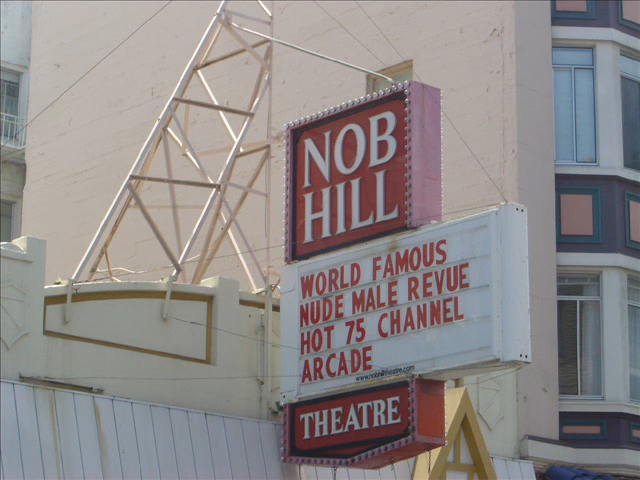 NOB
HILL
WORLD FAMOUS
NUDE MALE REVUE
HOT 75 CHANNEL
ARCADE
www.nobhilltheatre.com
THEATRE